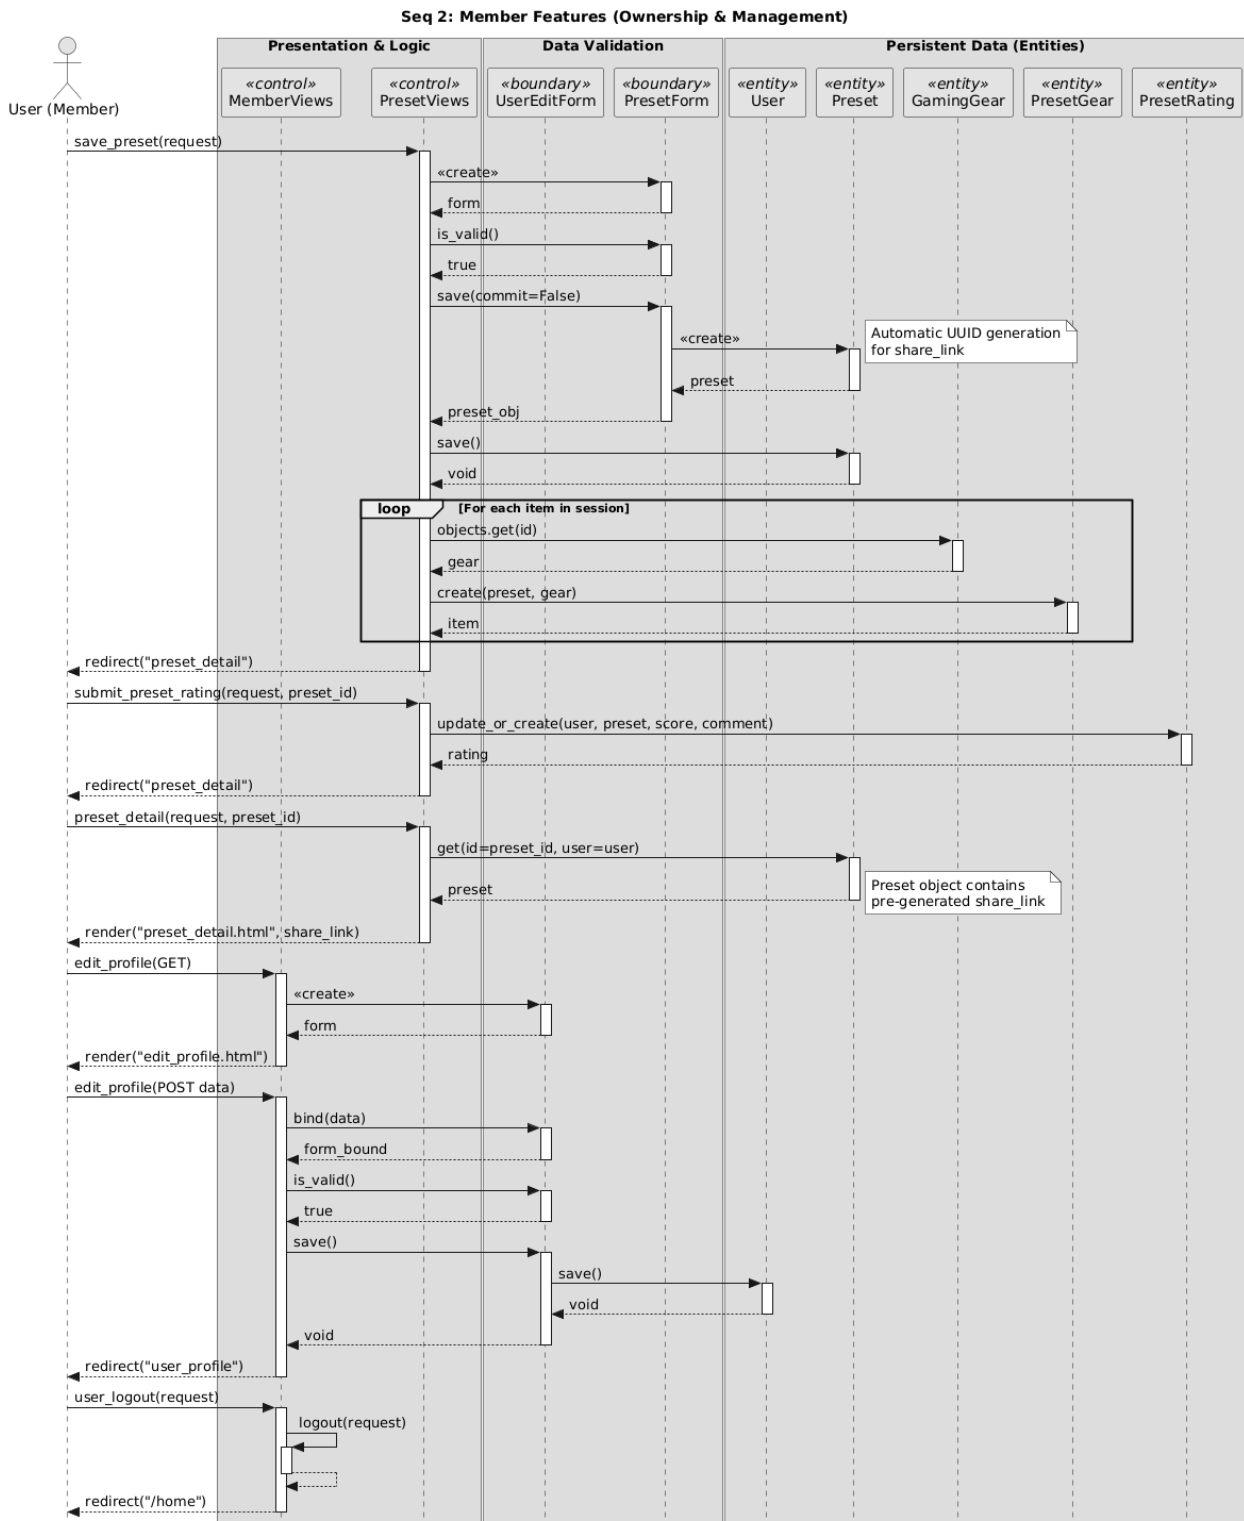 Seq 2: Member Features (Ownership & Management)
Presentation & Logic
Data Validation
Persistent Data (Entities)
User (Member)
«control»
MemberViews
«control»
PresetViews
«boundary»
UserEditForm
«boundary»
PresetForm
«entity»
User
«entity»
Preset
«entity»
GamingGear
«entity»
PresetGear
«entity»
PresetRating
save_preset(request)
«create»
form
is_valid()
true
save(commit=False)
«create»
Automatic UUID generation
for share_link
preset
preset_obj
save()
void
loop
[For each item in session]
objects.get(id)
gear
create(preset, gear)
item
redirect("preset_detail")
submit_preset_rating(request, preset_id)
update_or_create(user, preset, score, comment)
rating
redirect("preset_detail")
preset_detail(request, preset_id)
get(id=preset_id, user=user)
preset
Preset object contains
pre-generated share_link
render("preset_detail.html", share_link)
edit_profile(GET)
«create»
form
render("edit_profile.html")
edit_profile(POST data)
bind(data)
form_bound
is_valid()
true
save()
save()
void
void
redirect("user_profile")
user_logout(request)
logout(request)
redirect("/home")